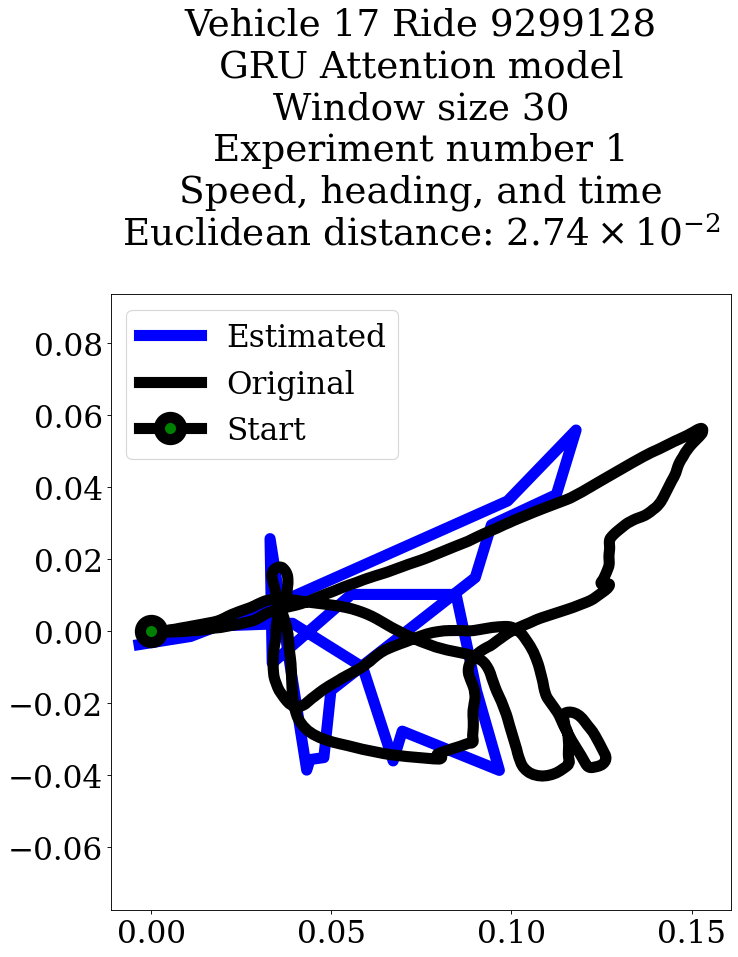 Vehicle 17 Ride 9299128
GRU Attention model
Window size 30
Experiment number 1
Speed, heading, and time
Euclidean distance: 2.74 × 10⁻²
Estimated
Original
Start
0.08
0.06
0.04
0.02
0.00
−0.02
−0.04
−0.06
0.00 0.05 0.10 0.15